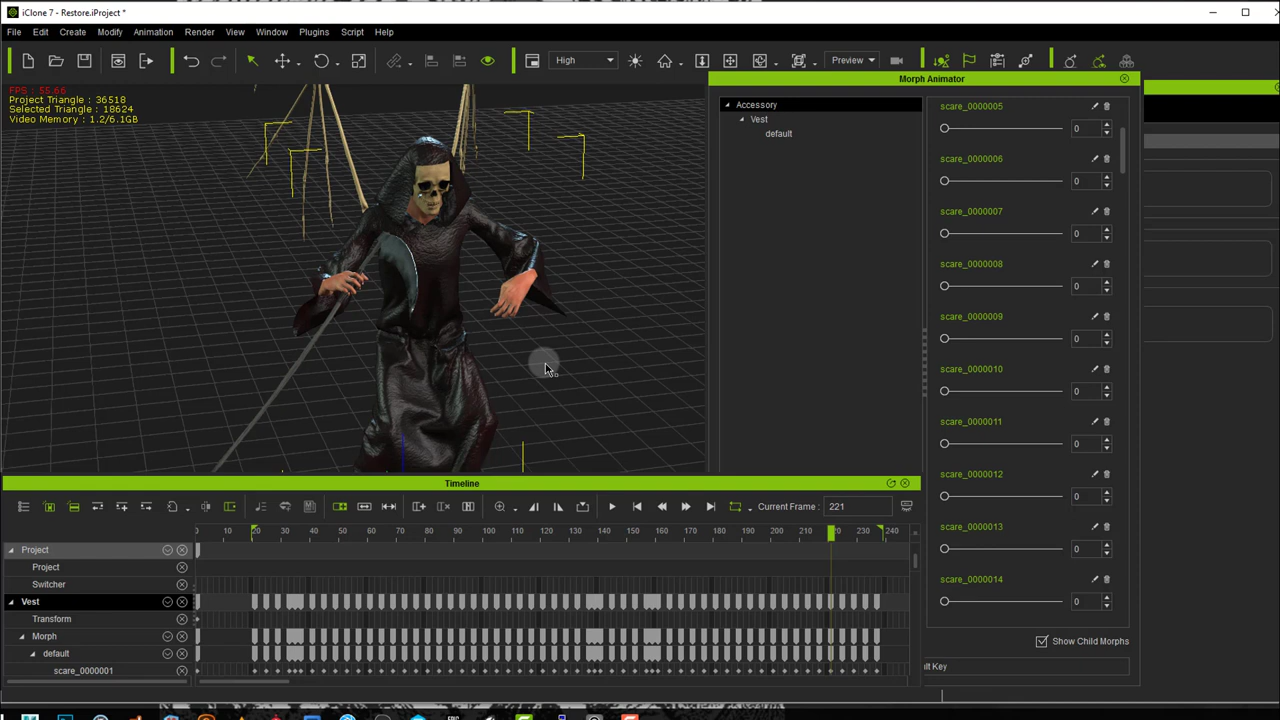 iClone 7 - Restore.iProject *
File Edit Create Modify Animation Render View Window Plugins Script Help
High
Preview
FPS : 55.66
Project Triangle : 36518
Selected Triangle : 18624
Video Memory : 1.2/6.1GB
Morph Animator
Accessory
Vest
default
scare_0000005
0
scare_0000006
0
scare_0000007
0
scare_0000008
0
scare_0000009
0
scare_0000010
0
scare_0000011
0
scare_0000012
0
scare_0000013
0
scare_0000014
0
Show Child Morphs
ult Key
Timeline
Current Frame : 221
0 10 20 30 40 50 60 70 80 90 100 110 120 130 140 150 160 170 180 190 200 210 220 230 240
Project
Project
Switcher
Vest
Transform
Morph
default
scare_0000001